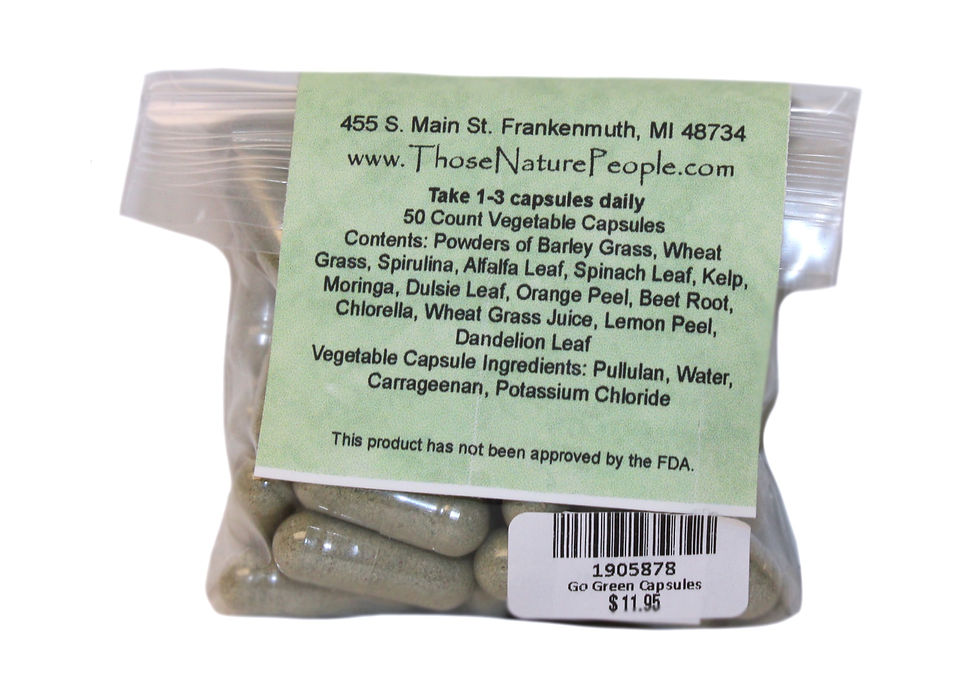 455 S. Main St. Frankenmuth, MI 48734
www.ThoseNaturePeople.com
Take 1-3 capsules daily
50 Count Vegetable Capsules
Contents: Powders of Barley Grass, Wheat
Grass, Spirulina, Alfalfa Leaf, Spinach Leaf, Kelp,
Moringa, Dulsie Leaf, Orange Peel, Beet Root,
Chlorella, Wheat Grass Juice, Lemon Peel,
Dandelion Leaf
Vegetable Capsule Ingredients: Pullulan, Water,
Carrageenan, Potassium Chloride
This product has not been approved by the FDA.
1905878
Go Green Capsules
$11.95